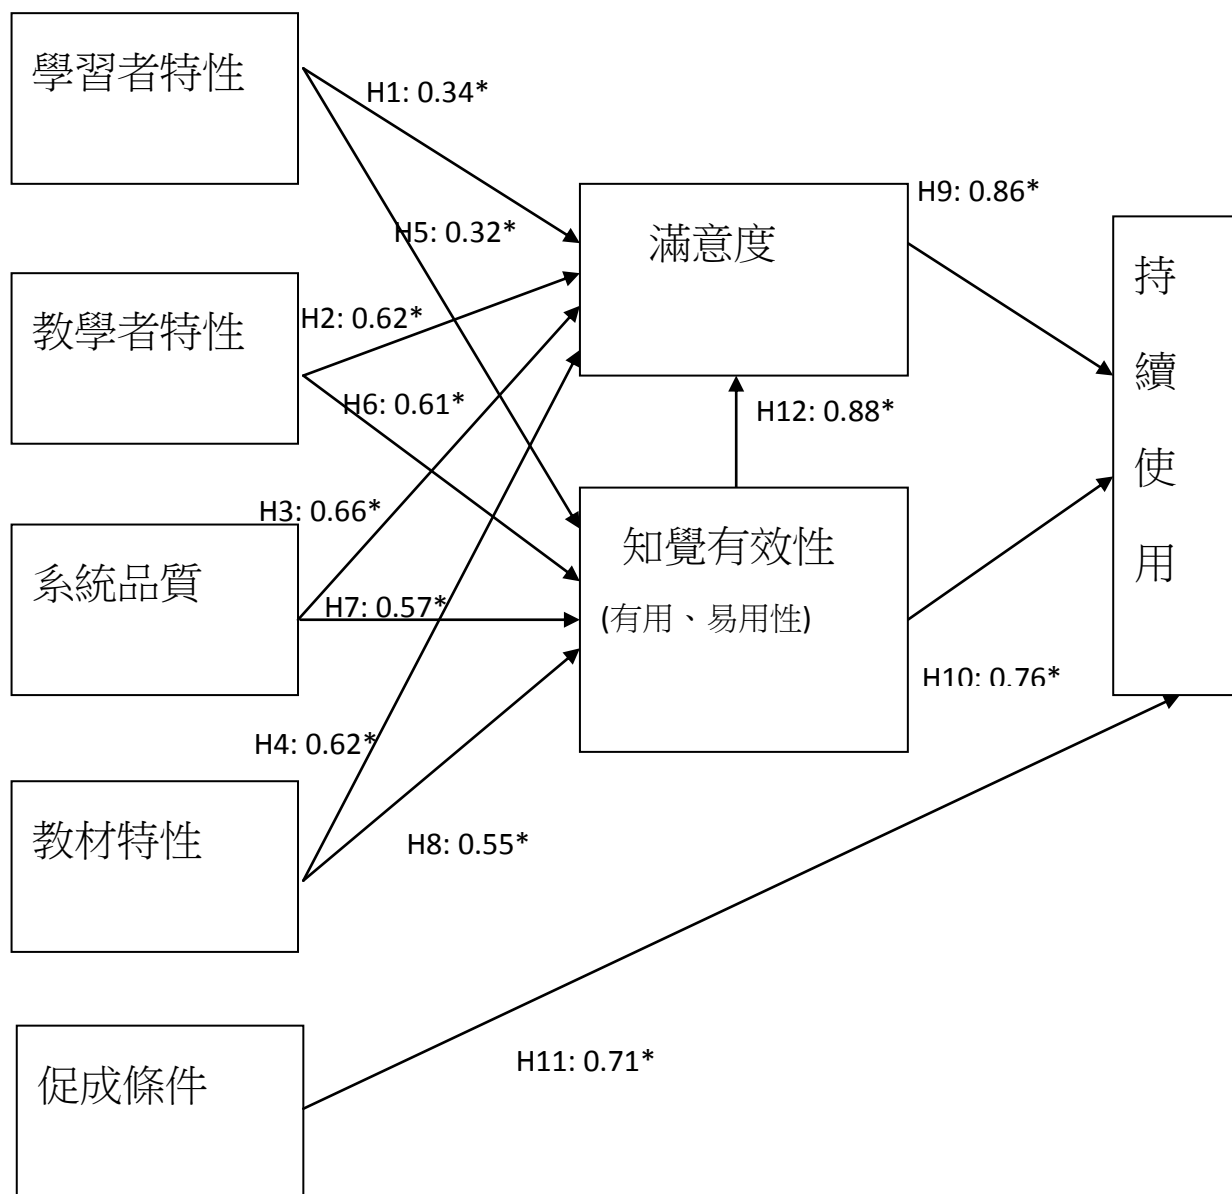 學習者特性
H1: 0.34*
H5: 0.32*
滿意度
H9: 0.86*
持
續
使
用
教學者特性
H2: 0.62*
H6: 0.61*
H12: 0.88*
H3: 0.66*
系統品質
H7: 0.57*
知覺有效性
(有用、易用性)
H10: 0.76*
H4: 0.62*
教材特性
H8: 0.55*
促成條件
H11: 0.71*